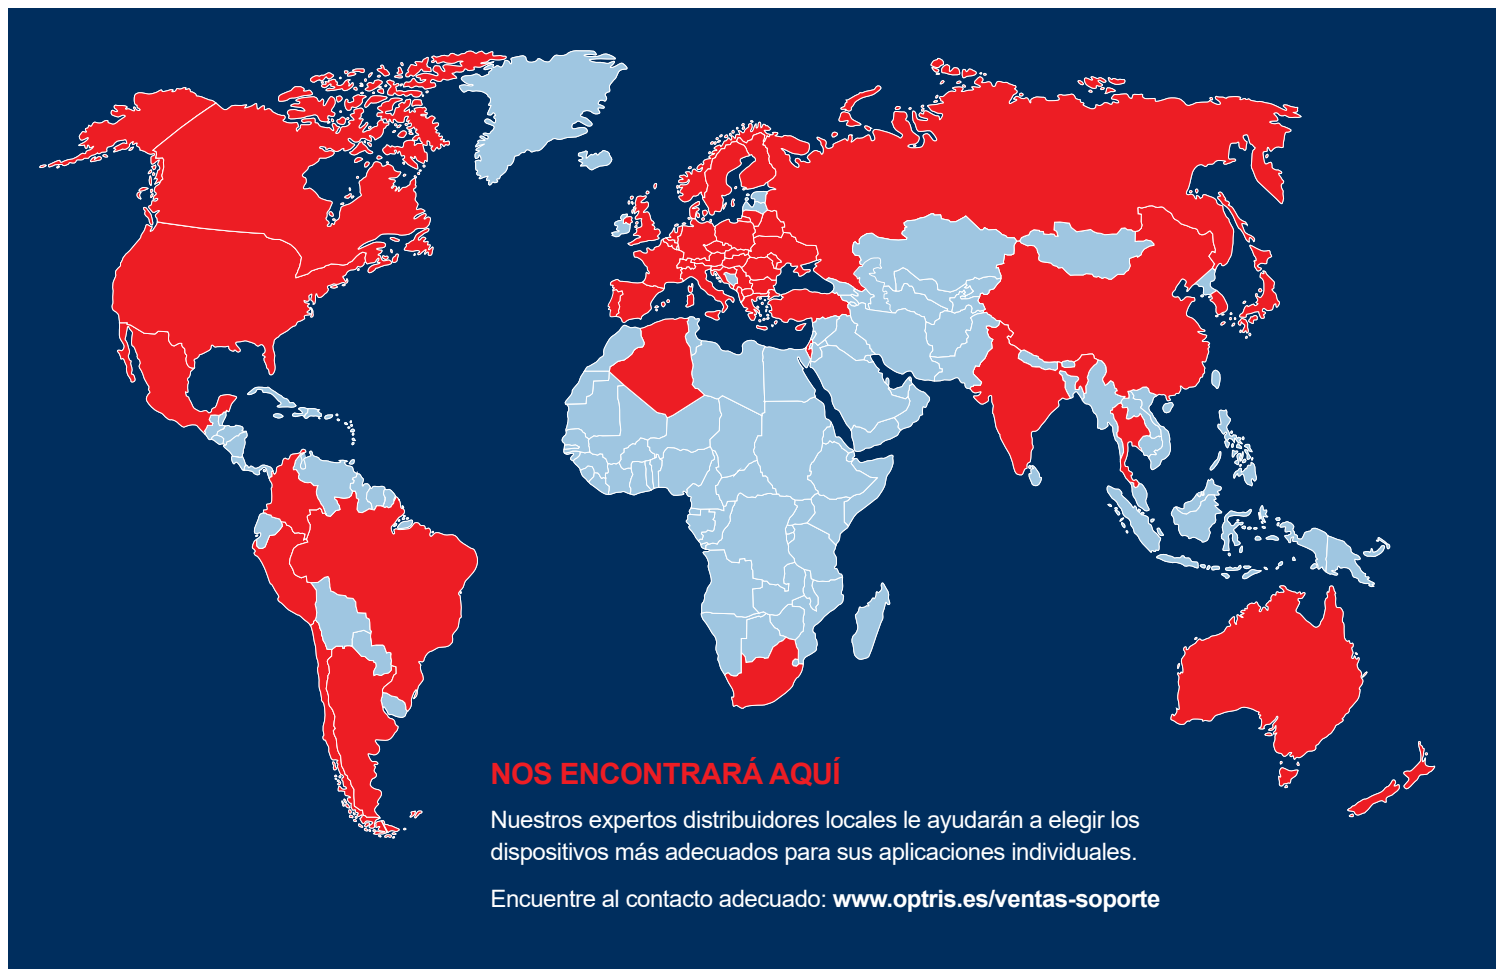 NOS ENCONTRARÁ AQUÍ
Nuestros expertos distribuidores locales le ayudarán a elegir los
dispositivos más adecuados para sus aplicaciones individuales.
Encuentre al contacto adecuado: www.optris.es/ventas-soporte